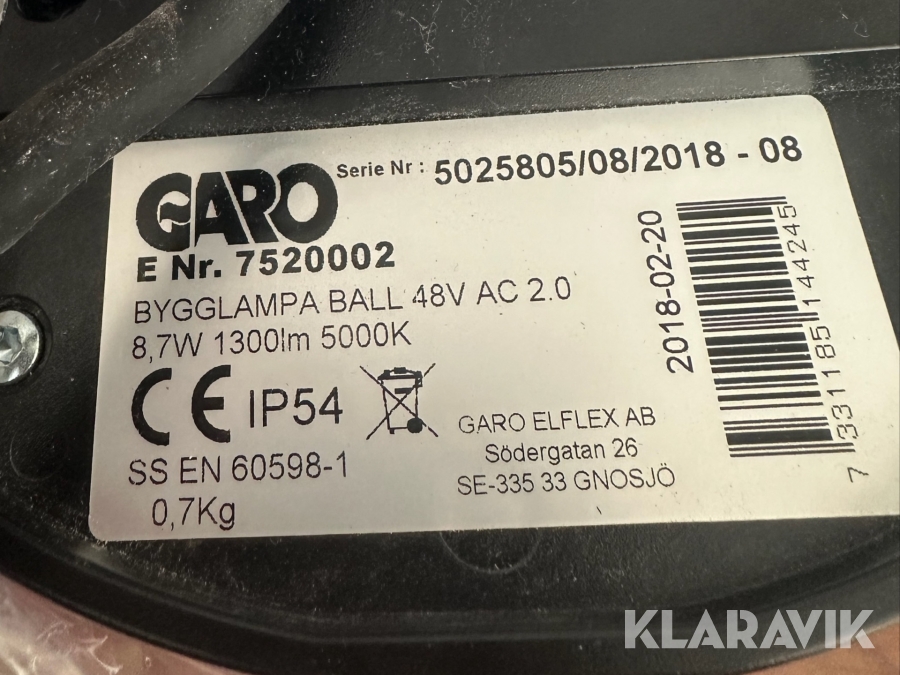 GARO
Serie Nr : 5025805/08/2018 - 08
E Nr. 7520002
BYGGLAMPA BALL 48V AC 2.0
8,7W 1300lm 5000K
CE IP54
SS EN 60598-1
0,7Kg
GARO ELFLEX AB
Södergatan 26
SE-335 33 GNOSJÖ
2018-02-20
7 331185 144245
KLARAVIK